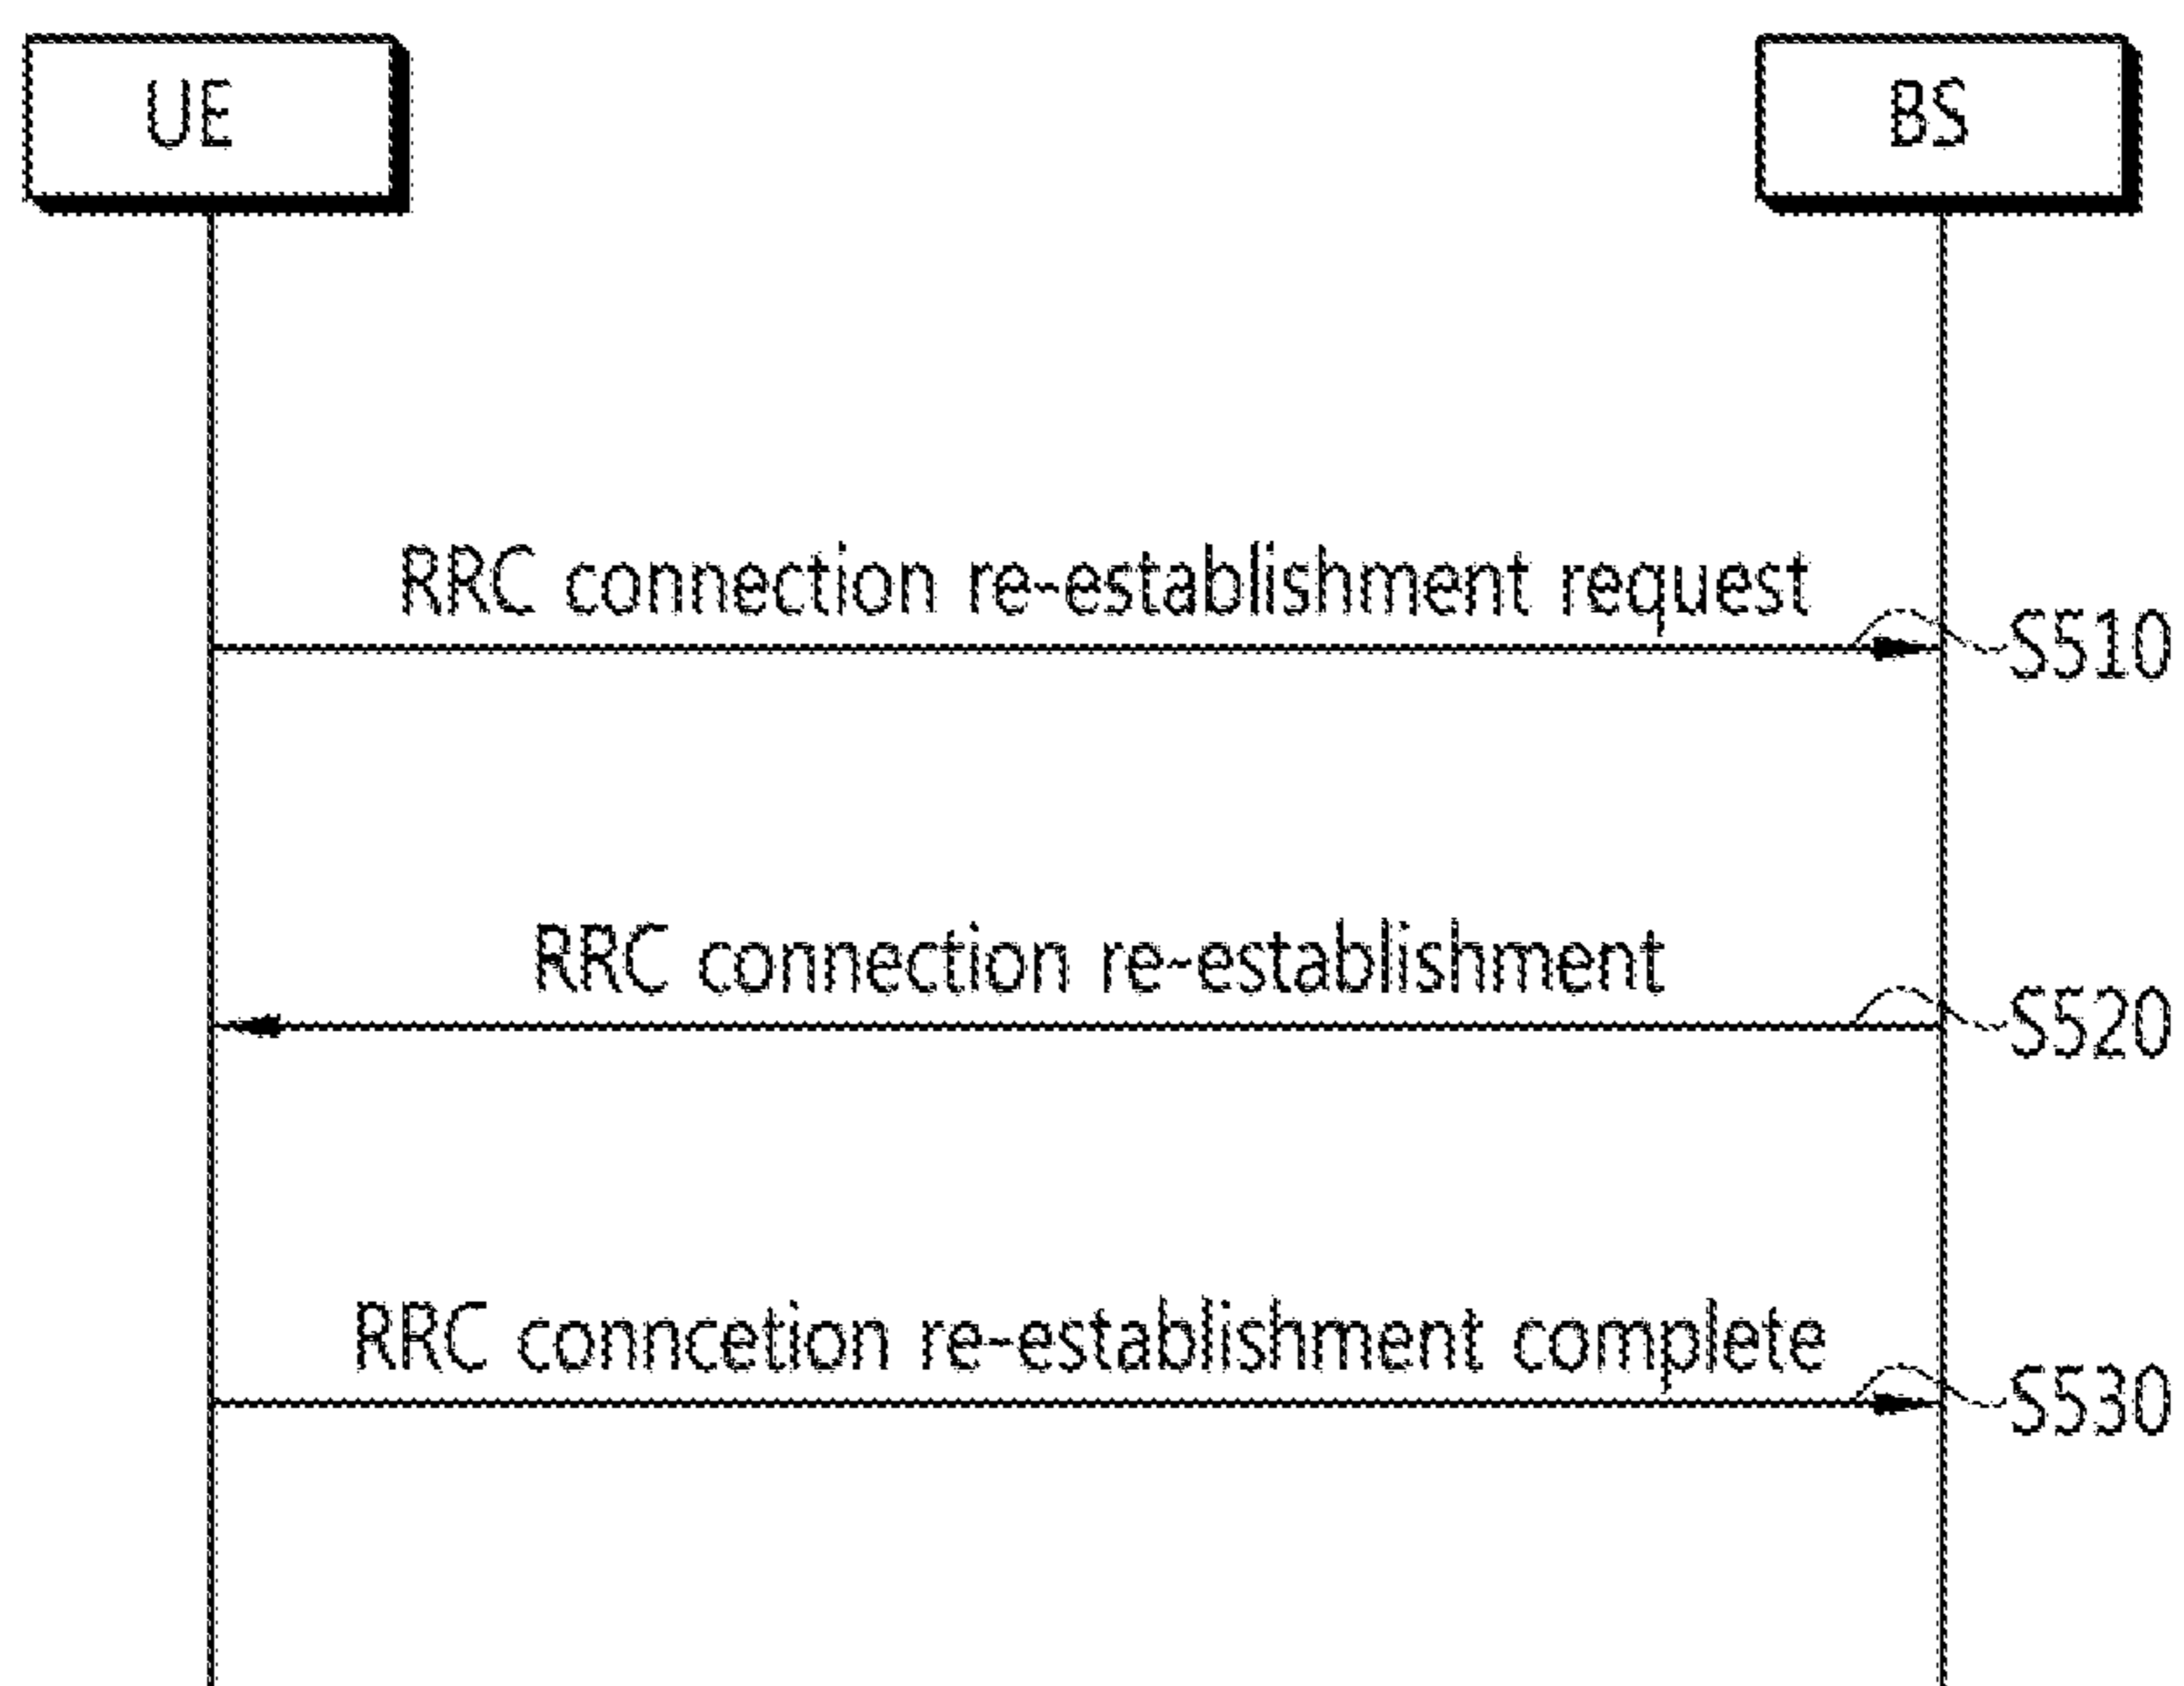 UE
BS
RRC connection re-establishment request
S510
RRC connection re-establishment
S520
RRC conncetion re-establishment complete
S530